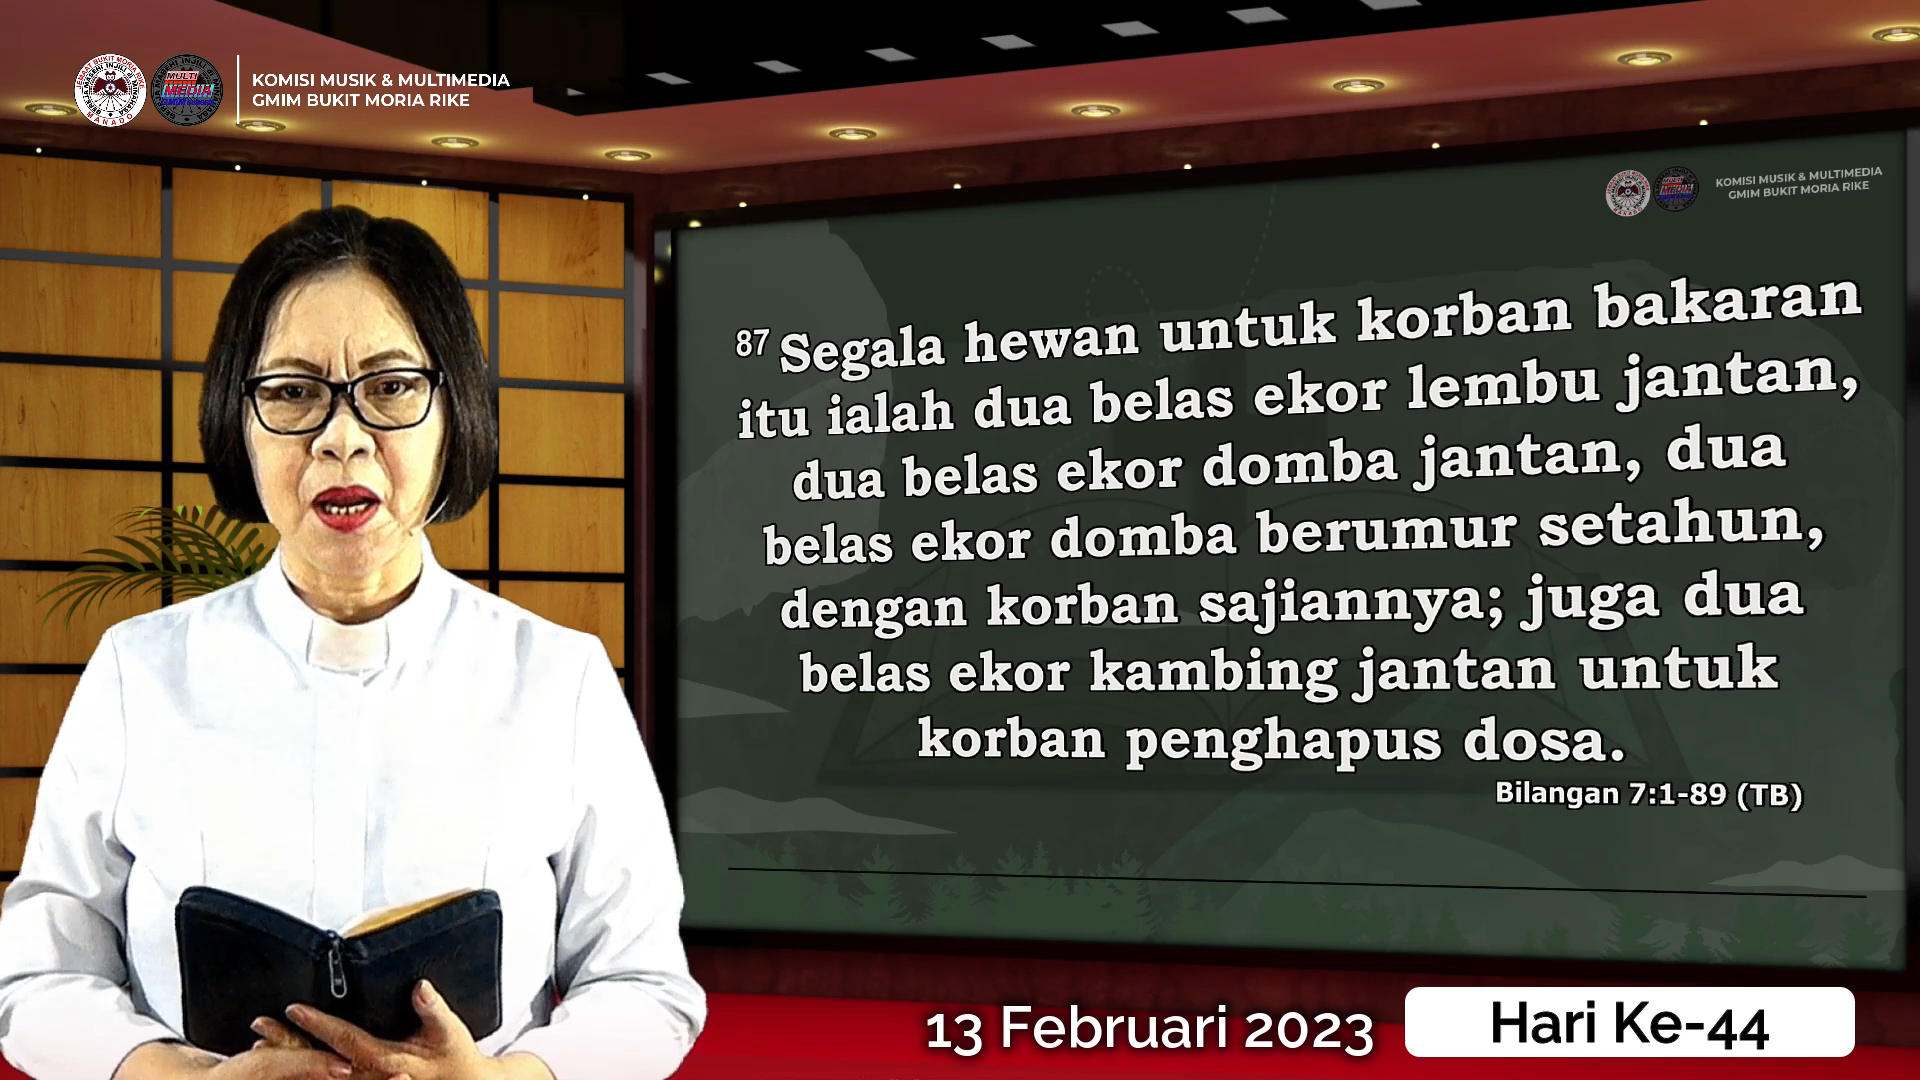 KOMISI MUSIK & MULTIMEDIA
GMIM BUKIT MORIA RIKE
MULTI
MEDIA
MANADO
KOMISI MUSIK & MULTIMEDIA
GMIM BUKIT MORIA RIKE
87 Segala hewan untuk korban bakaran
itu ialah dua belas ekor lembu jantan,
dua belas ekor domba jantan, dua
belas ekor domba berumur setahun,
dengan korban sajiannya; juga dua
belas ekor kambing jantan untuk
korban penghapus dosa.
Bilangan 7:1-89 (TB)
13 Februari 2023
Hari Ke-44